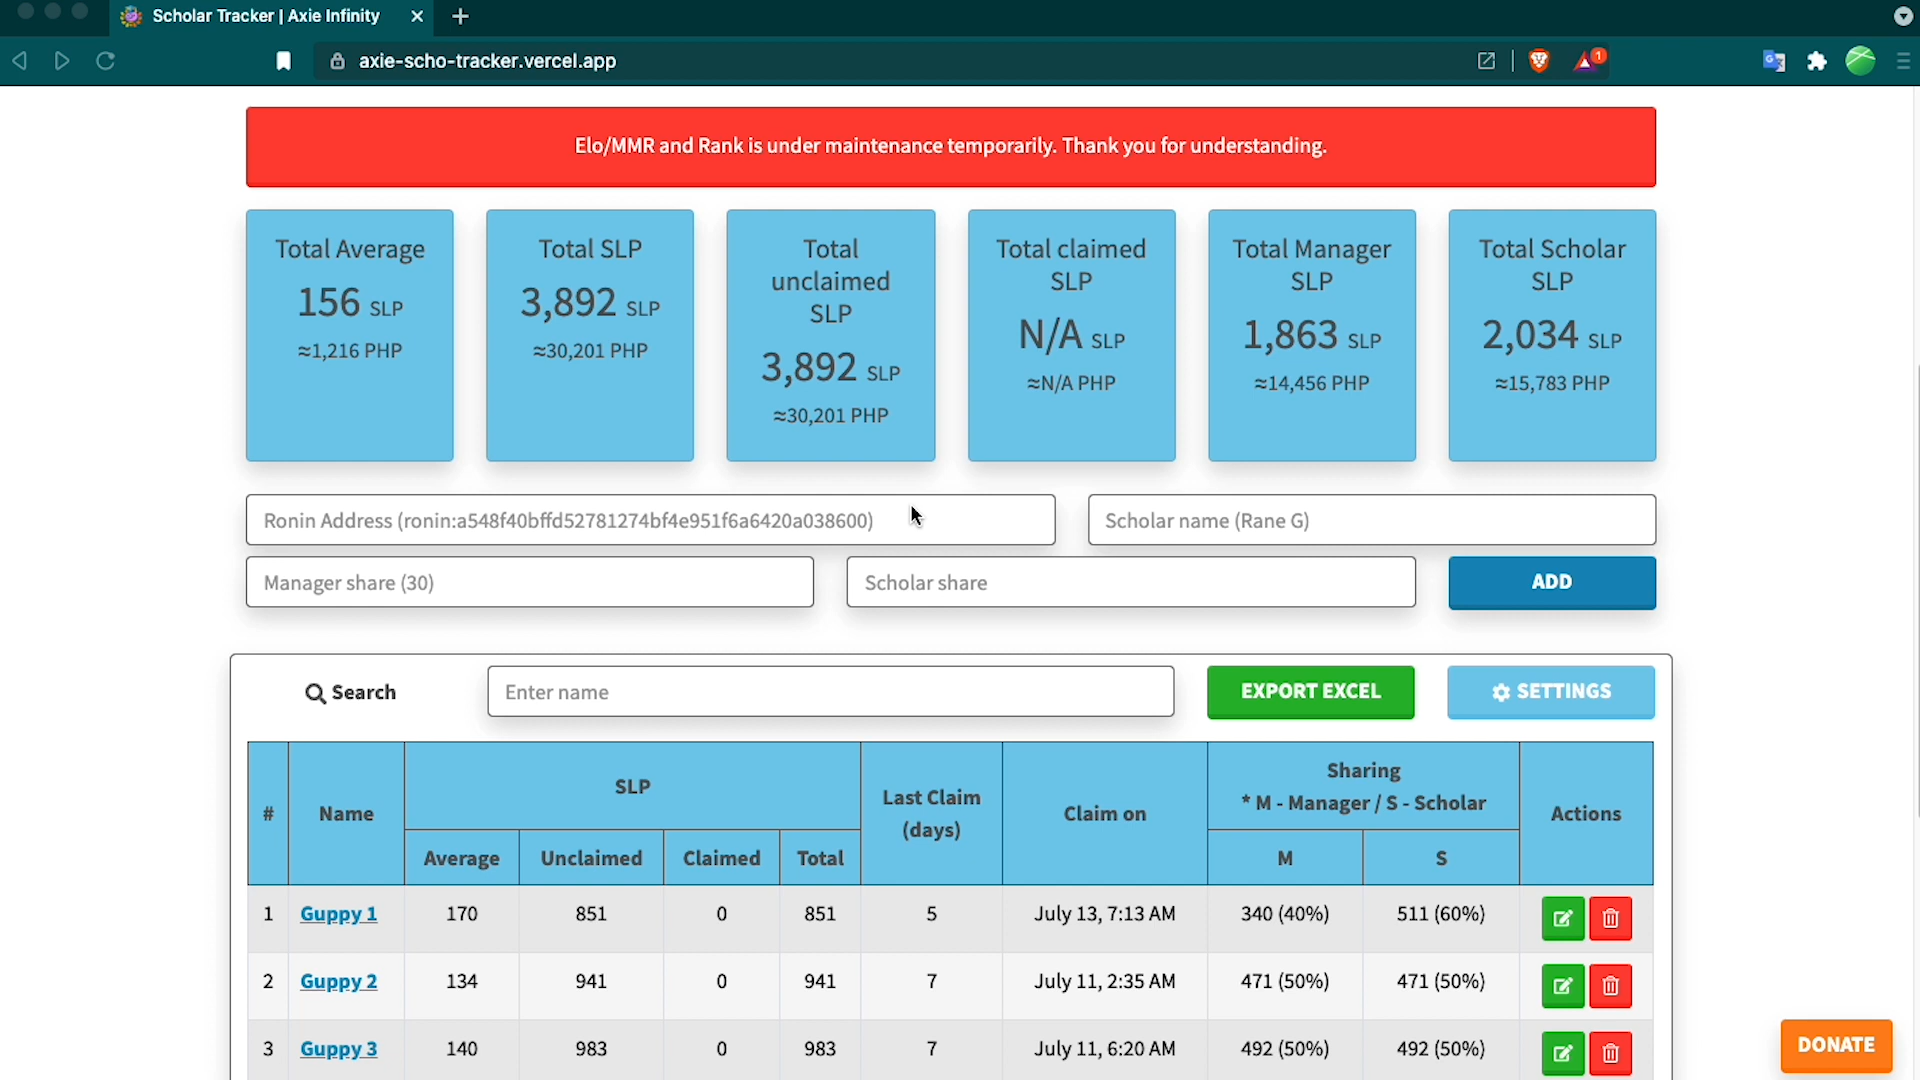 Scholar Tracker | Axie Infinity
axie-scho-tracker.vercel.app
1
Elo/MMR and Rank is under maintenance temporarily. Thank you for understanding.
Total Average
156 SLP
≈1,216 PHP
Total SLP
3,892 SLP
≈30,201 PHP
Total
unclaimed
SLP
3,892 SLP
≈30,201 PHP
Total claimed
SLP
N/A SLP
≈N/A PHP
Total Manager
SLP
1,863 SLP
≈14,456 PHP
Total Scholar
SLP
2,034 SLP
≈15,783 PHP
Ronin Address (ronin:a548f40bffd52781274bf4e951f6a6420a038600)
Scholar name (Rane G)
Manager share (30)
Scholar share
ADD
Search
Enter name
EXPORT EXCEL
SETTINGS
#
Name
SLP
Last Claim
(days)
Claim on
Sharing
* M - Manager / S - Scholar
Actions
Average Unclaimed Claimed Total
M S
1 Guppy 1 170 851 0 851 5 July 13, 7:13 AM 340 (40%) 511 (60%)
2 Guppy 2 134 941 0 941 7 July 11, 2:35 AM 471 (50%) 471 (50%)
3 Guppy 3 140 983 0 983 7 July 11, 6:20 AM 492 (50%) 492 (50%)
DONATE